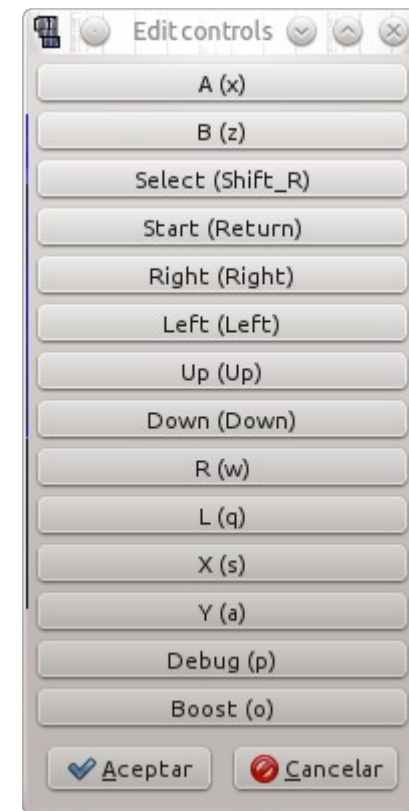 Edit controls
A (x)
B (z)
Select (Shift_R)
Start (Return)
Right (Right)
Left (Left)
Up (Up)
Down (Down)
R (w)
L (q)
X (s)
Y (a)
Debug (p)
Boost (o)
Aceptar Cancelar